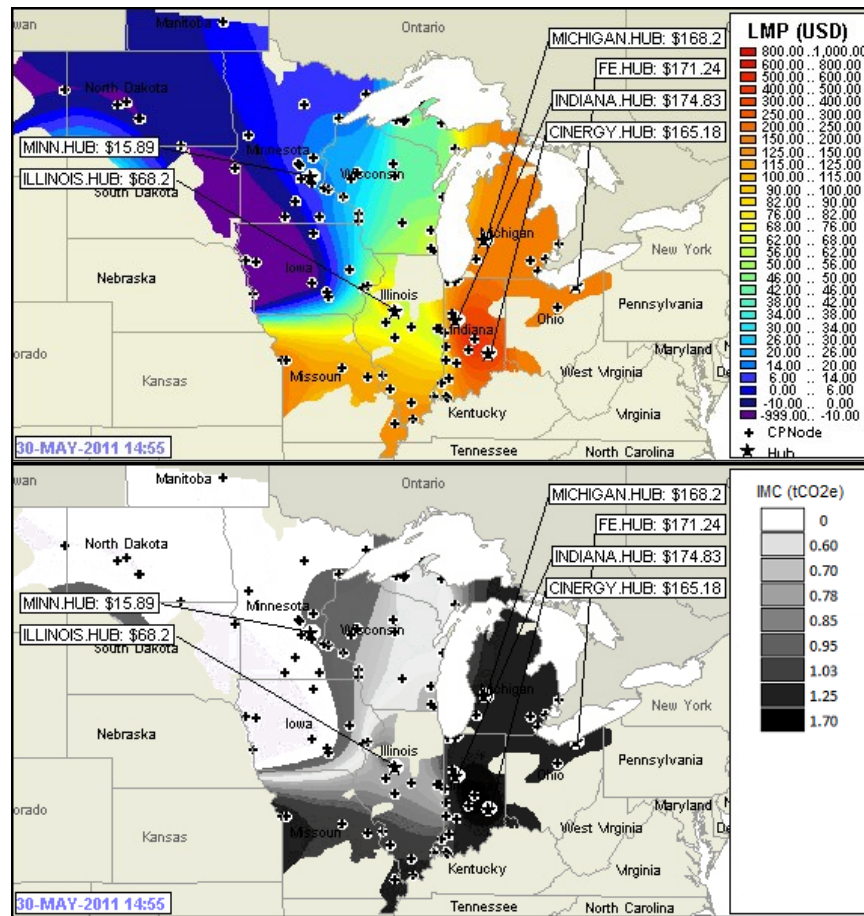 wan
Manitoba
Ontario
LMP (USD)
MICHIGAN.HUB: $168.2
FE.HUB: $171.24
INDIANA.HUB: $174.83
CINERGY.HUB: $165.18
North Dakota
MINN.HUB: $15.89
Minnesota
Wisconsin
ILLINOIS.HUB: $68.2
South Dakota
Michigan
New York
Nebraska
Iowa
Illinois
Indiana
Ohio
Pennsylvania
orado
Kansas
Missouri
West Virginia
Maryland
De
Kentucky
Virginia
Tennessee
North Carolina
30-MAY-2011 14:55
800.00 .. 1,000.00
600.00 .. 800.00
500.00 .. 600.00
400.00 .. 500.00
300.00 .. 400.00
250.00 .. 300.00
200.00 .. 250.00
150.00 .. 200.00
125.00 .. 150.00
115.00 .. 125.00
100.00 .. 115.00
90.00 .. 100.00
82.00 .. 90.00
76.00 .. 82.00
68.00 .. 76.00
62.00 .. 68.00
56.00 .. 62.00
50.00 .. 56.00
46.00 .. 50.00
42.00 .. 46.00
38.00 .. 42.00
34.00 .. 38.00
30.00 .. 34.00
26.00 .. 30.00
20.00 .. 26.00
14.00 .. 20.00
6.00 .. 14.00
0.00 .. 6.00
-10.00 .. 0.00
-999.00 .. -10.00
CPNode
Hub
wan
Manitoba
Ontario
IMC (tCO2e)
MICHIGAN.HUB: $168.2
FE.HUB: $171.24
INDIANA.HUB: $174.83
CINERGY.HUB: $165.18
North Dakota
MINN.HUB: $15.89
Minnesota
Wisconsin
ILLINOIS.HUB: $68.2
South Dakota
Michigan
New York
Nebraska
Iowa
Illinois
Ohio
Pennsylvania
orado
Kansas
Missouri
West Virginia
Maryland
De
Kentucky
Virginia
Tennessee
North Carolina
30-MAY-2011 14:55
0
0.60
0.70
0.78
0.85
0.95
1.03
1.25
1.70